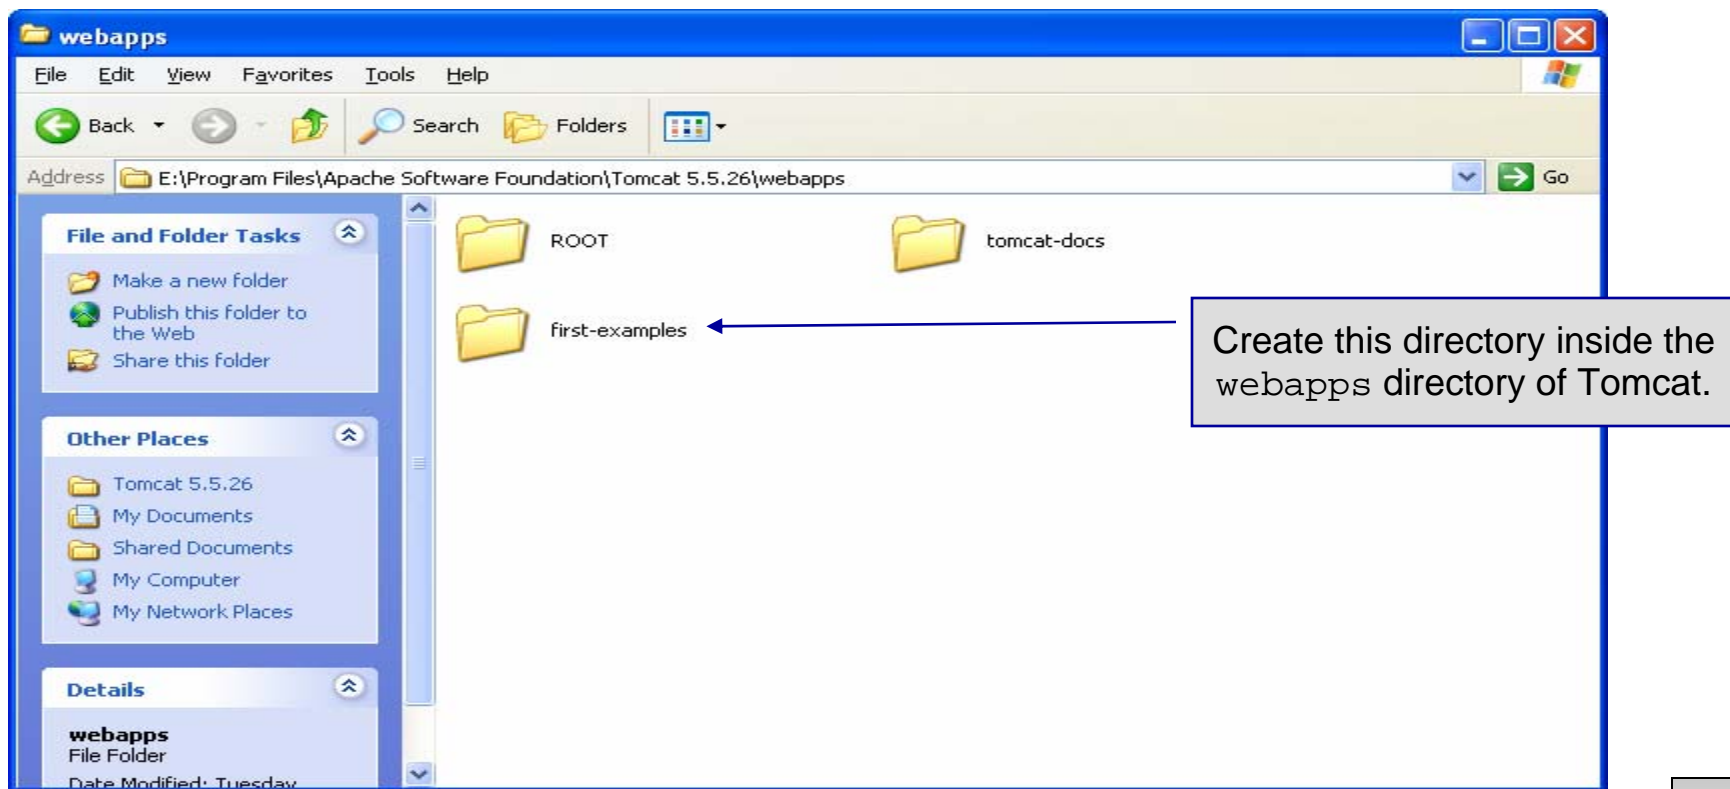 webapps
File Edit View Favorites Tools Help
Back Search Folders
Address E:\Program Files\Apache Software Foundation\Tomcat 5.5.26\webapps Go
File and Folder Tasks
Make a new folder
Publish this folder to
the Web
Share this folder
Other Places
Tomcat 5.5.26
My Documents
Shared Documents
My Computer
My Network Places
Details
webapps
File Folder
Date Modified: Tuesday
ROOT tomcat-docs
first-examples
Create this directory inside the
webapps directory of Tomcat.